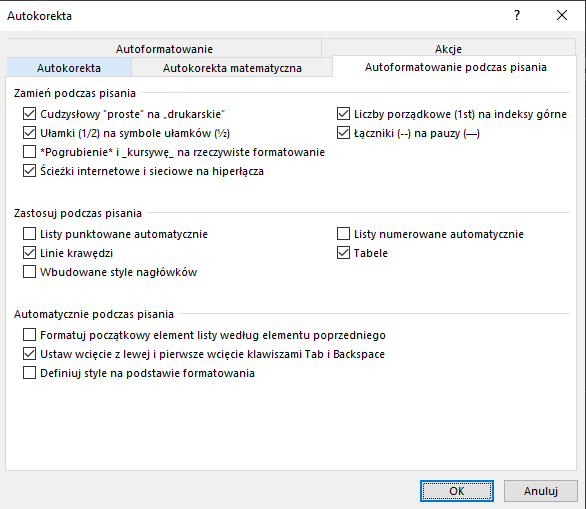 Autokorekta
Autoformatowanie Akcje
Autokorekta Autokorekta matematyczna Autoformatowanie podczas pisania
Zamień podczas pisania
Cudzysłowy "proste" na „drukarskie” Liczby porządkowe (1st) na indeksy górne
Ułamki (1/2) na symbole ułamków (½) Łączniki (--) na pauzy (—)
*Pogrubienie* i _kursywę_ na rzeczywiste formatowanie
Ścieżki internetowe i sieciowe na hiperłącza
Zastosuj podczas pisania
Listy punktowane automatycznie Listy numerowane automatycznie
Linie krawędzi Tabele
Wbudowane style nagłówków
Automatycznie podczas pisania
Formatuj początkowy element listy według elementu poprzedniego
Ustaw wcięcie z lewej i pierwsze wcięcie klawiszami Tab i Backspace
Definiuj style na podstawie formatowania
OK Anuluj